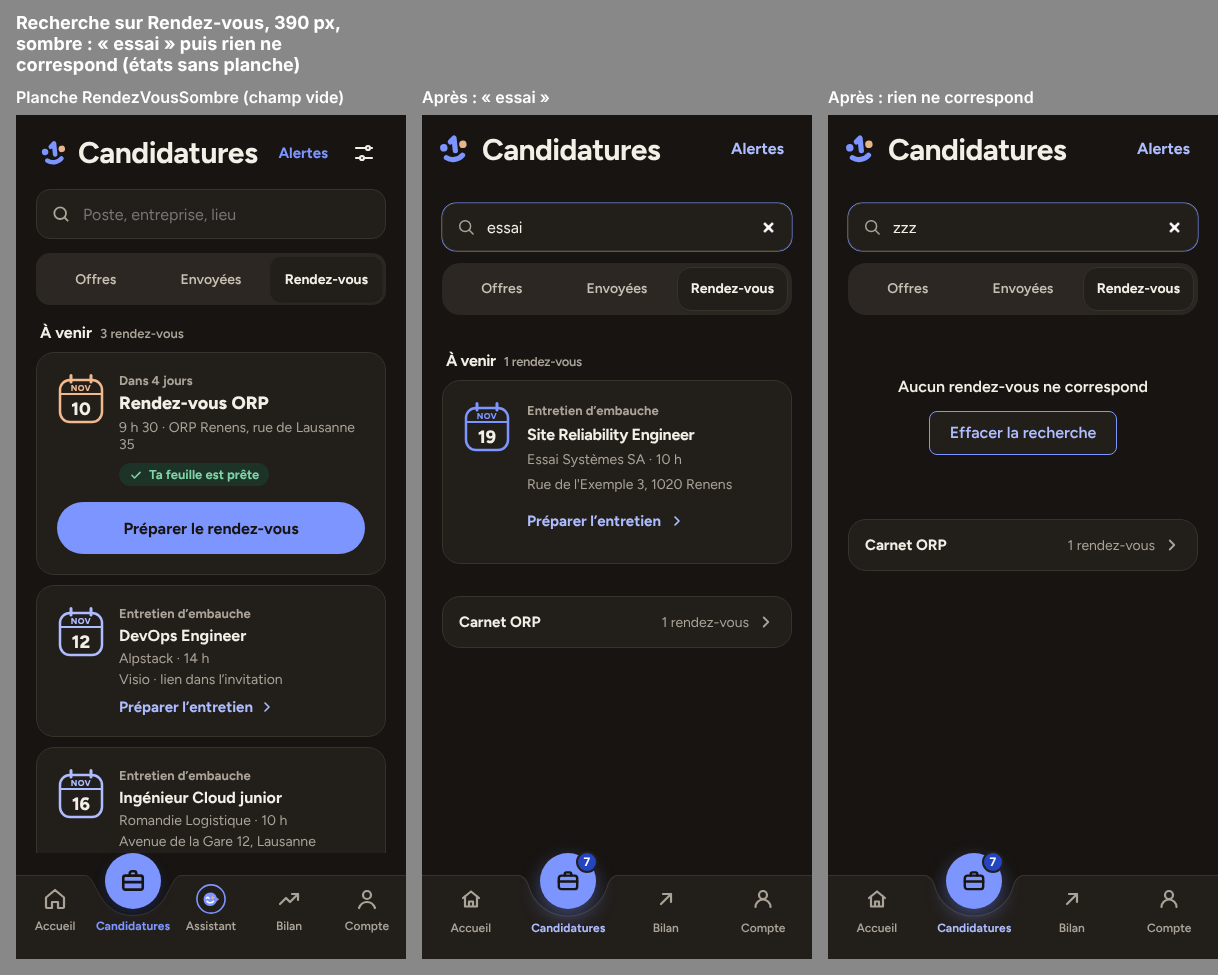 Recherche sur Rendez-vous, 390 px,
sombre : « essai » puis rien ne
correspond (états sans planche)
Planche RendezVousSombre (champ vide)
Candidatures
Alertes
Poste, entreprise, lieu
Offres
Envoyées
Rendez-vous
À venir 3 rendez-vous
NOV
10
Dans 4 jours
Rendez-vous ORP
9 h 30 · ORP Renens, rue de Lausanne
35
Ta feuille est prête
Préparer le rendez-vous
NOV
12
Entretien d’embauche
DevOps Engineer
Alpstack · 14 h
Visio · lien dans l’invitation
Préparer l’entretien
NOV
16
Entretien d’embauche
Ingénieur Cloud junior
Romandie Logistique · 10 h
Avenue de la Gare 12, Lausanne
Accueil
Candidatures
Assistant
Bilan
Compte
Après : « essai »
Candidatures
Alertes
essai
Offres
Envoyées
Rendez-vous
À venir 1 rendez-vous
NOV
19
Entretien d’embauche
Site Reliability Engineer
Essai Systèmes SA · 10 h
Rue de l'Exemple 3, 1020 Renens
Préparer l’entretien
Carnet ORP
1 rendez-vous
7
Accueil
Candidatures
Bilan
Compte
Après : rien ne correspond
Candidatures
Alertes
zzz
Offres
Envoyées
Rendez-vous
Aucun rendez-vous ne correspond
Effacer la recherche
Carnet ORP
1 rendez-vous
7
Accueil
Candidatures
Bilan
Compte